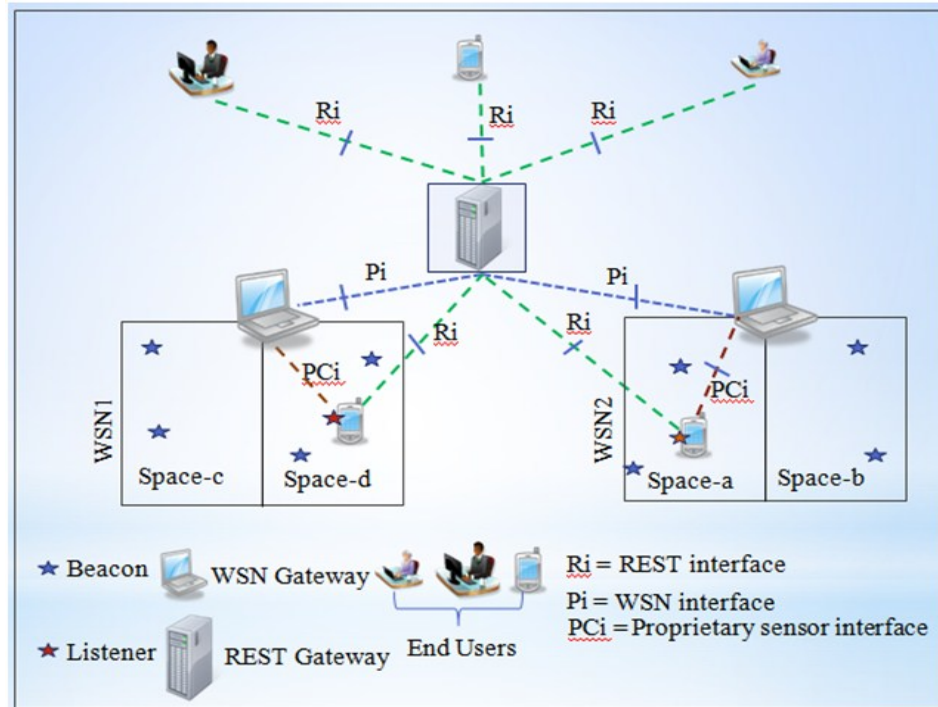 Ri
Ri
Ri
Pi
Pi
Ri
Ri
PCi
PCi
WSN1
WSN2
Space-c
Space-d
Space-a
Space-b
Beacon
WSN Gateway
Ri = REST interface
Pi = WSN interface
PCi = Proprietary sensor interface
Listener
REST Gateway
End Users